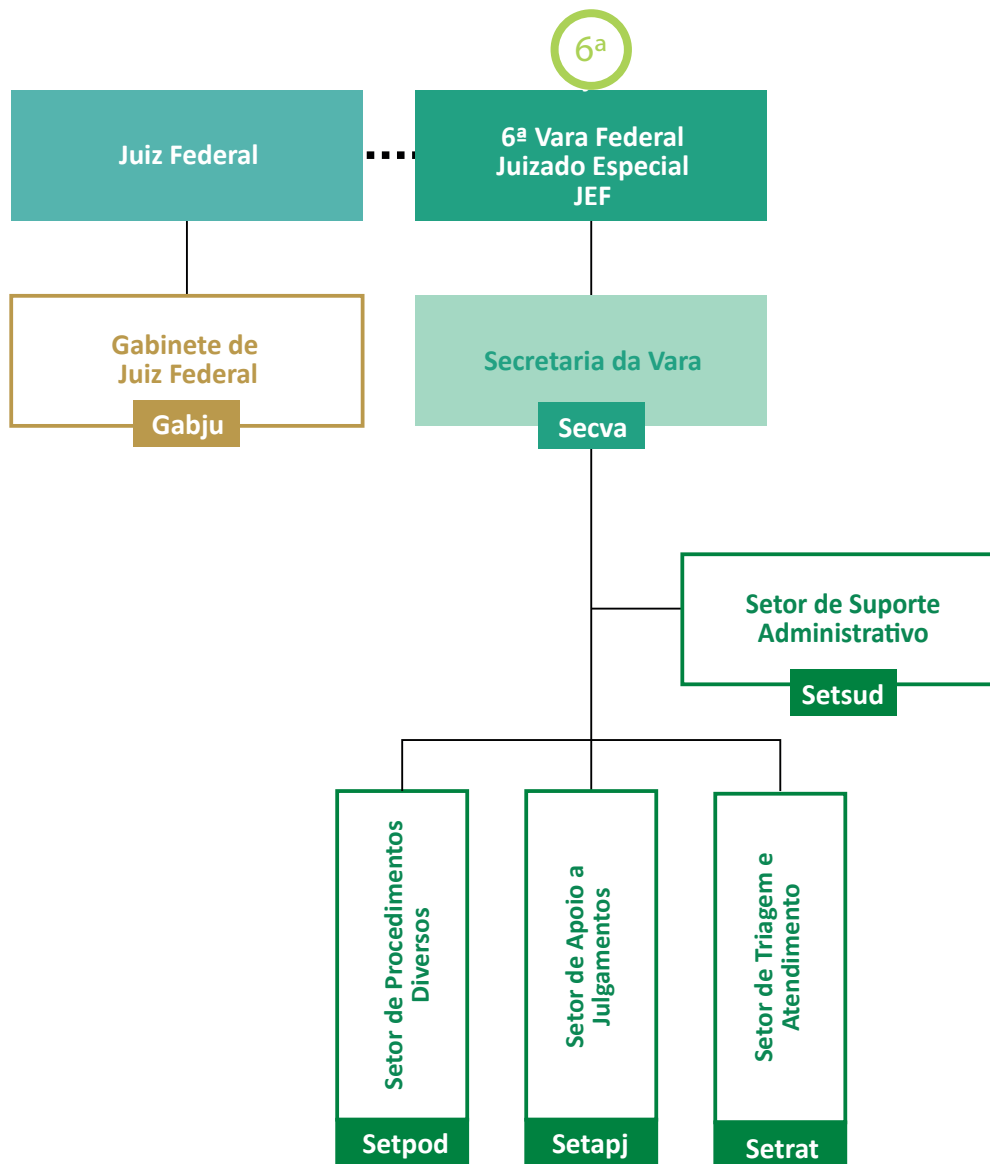 6ª
Juiz Federal
6ª Vara Federal
Juizado Especial
JEF
Gabinete de
Juiz Federal
Gabju
Secretaria da Vara
Secva
Setor de Suporte
Administrativo
Setsud
Setor de Procedimentos
Diversos
Setpod
Setor de Apoio a
Julgamentos
Setapj
Setor de Triagem e
Atendimento
Setrat